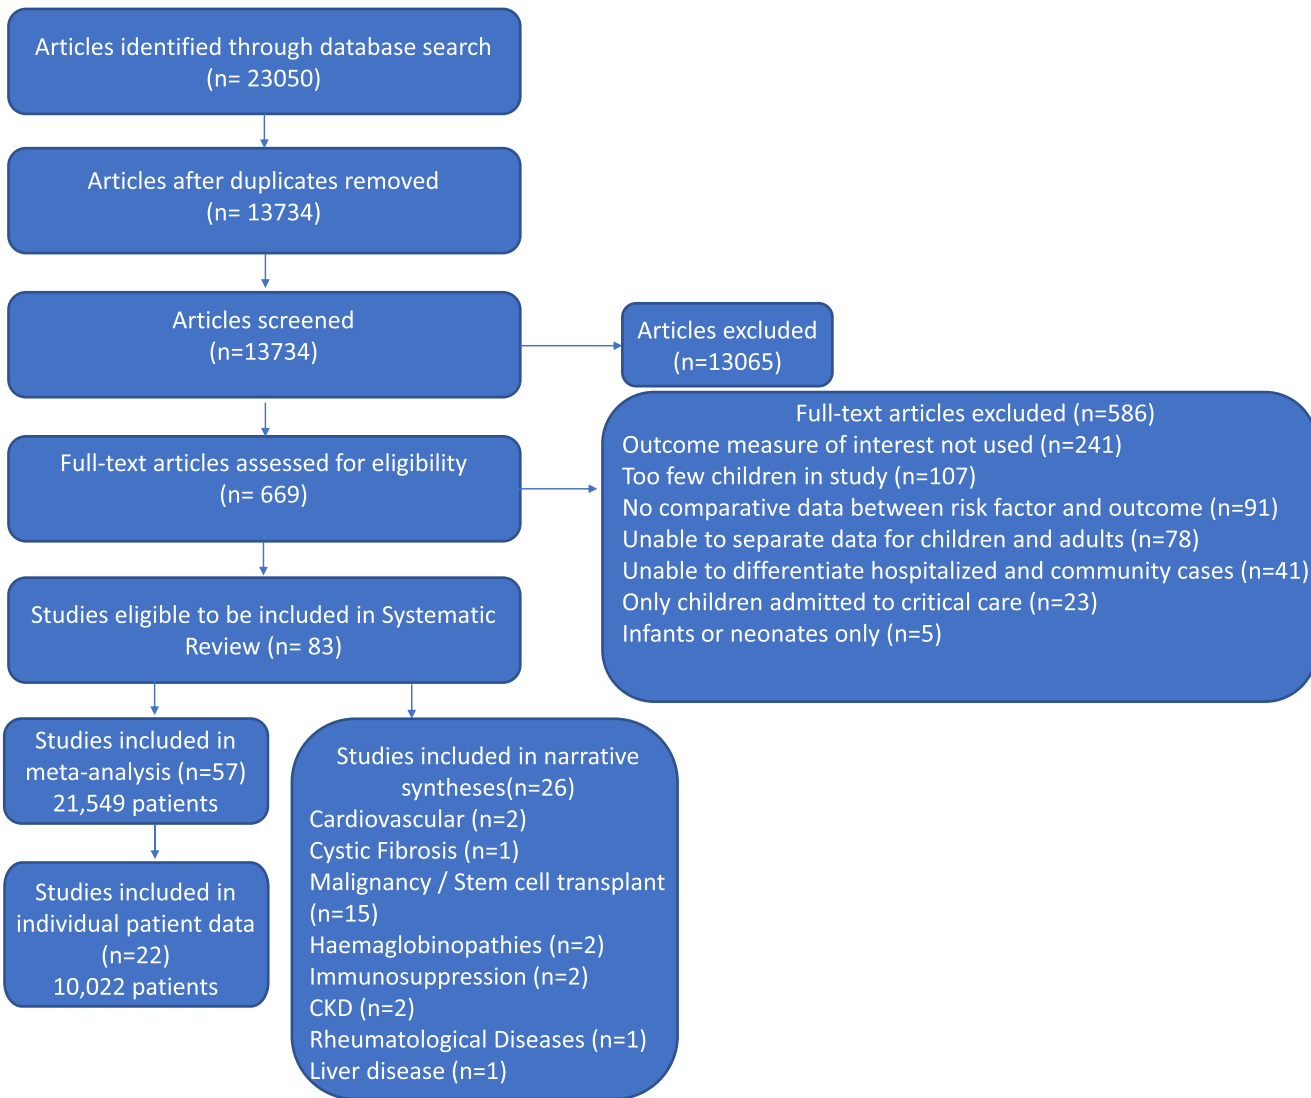 Articles identified through database search
(n= 23050)
Articles after duplicates removed
(n= 13734)
Articles screened
(n=13734)
Articles excluded
(n=13065)
Full-text articles assessed for eligibility
(n= 669)
Full-text articles excluded (n=586)
Outcome measure of interest not used (n=241)
Too few children in study (n=107)
No comparative data between risk factor and outcome (n=91)
Unable to separate data for children and adults (n=78)
Unable to differentiate hospitalized and community cases (n=41)
Only children admitted to critical care (n=23)
Infants or neonates only (n=5)
Studies eligible to be included in Systematic
Review (n= 83)
Studies included in
meta-analysis (n=57)
21,549 patients
Studies included in
individual patient data
(n=22)
10,022 patients
Studies included in narrative
syntheses(n=26)
Cardiovascular (n=2)
Cystic Fibrosis (n=1)
Malignancy / Stem cell transplant
(n=15)
Haemaglobinopathies (n=2)
Immunosuppression (n=2)
CKD (n=2)
Rheumatological Diseases (n=1)
Liver disease (n=1)